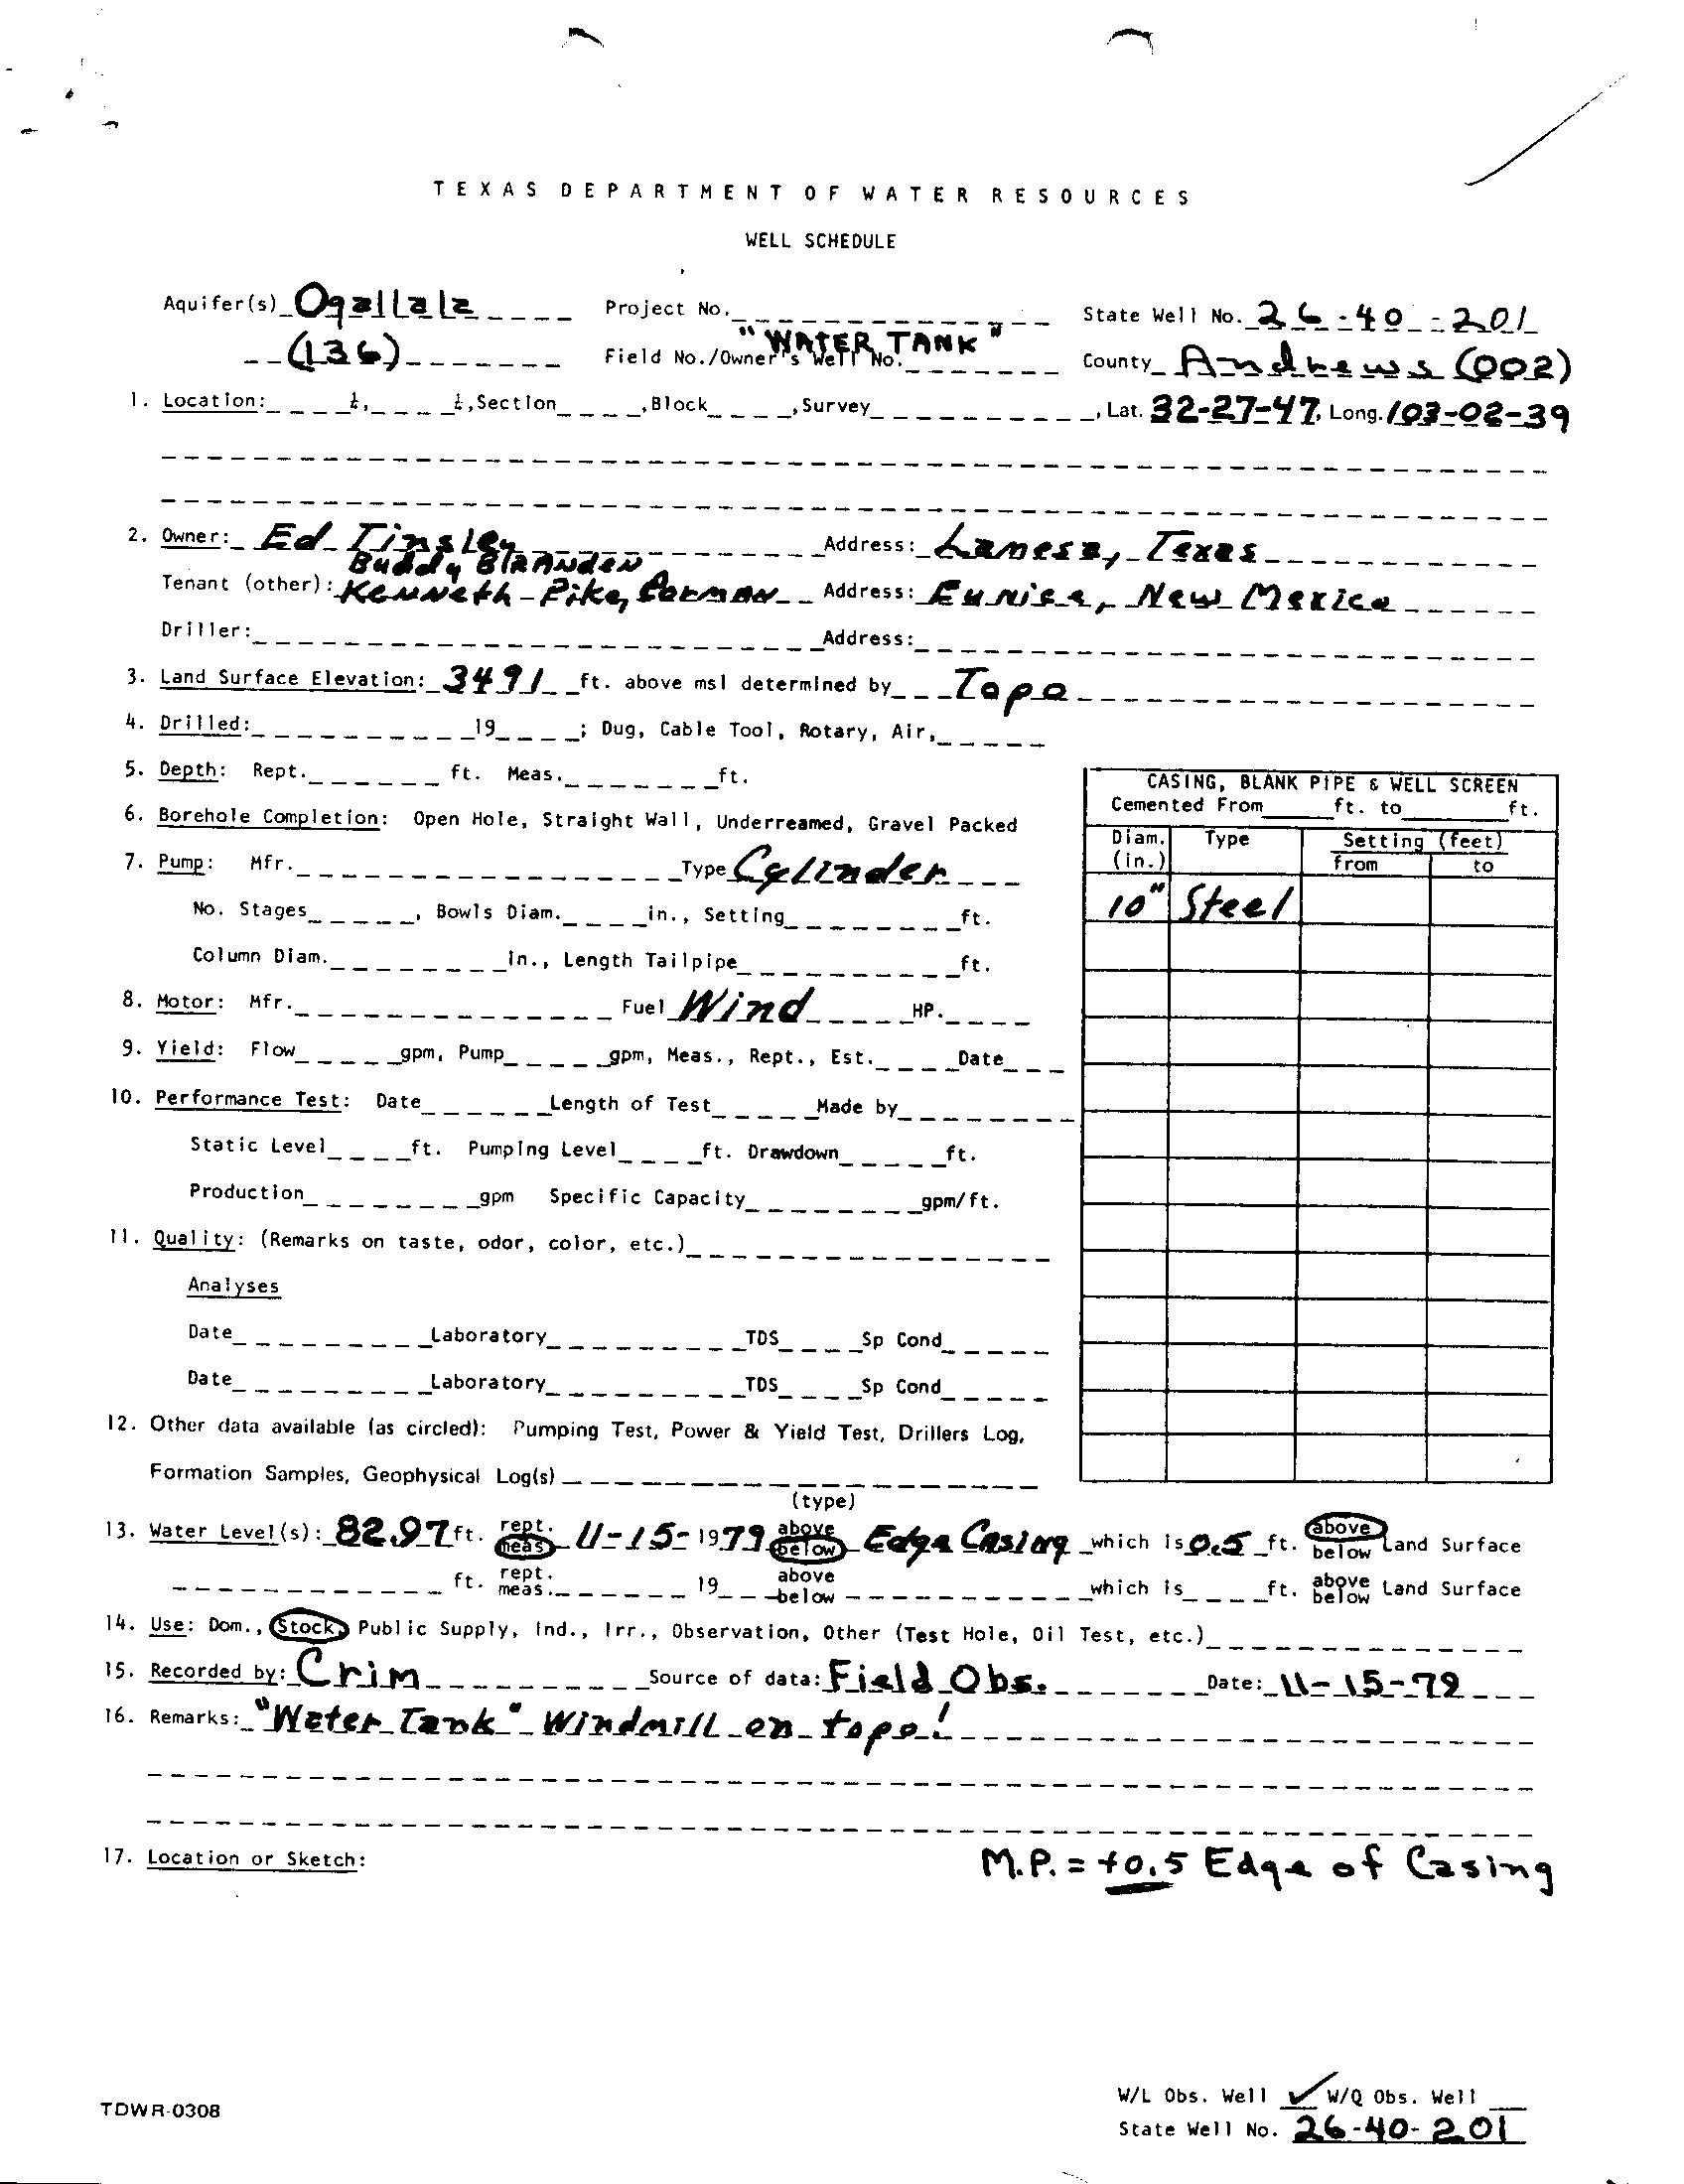 TEXAS DEPARTMENT OF WATER RESOURCES
WELL SCHEDULE
Aquifer(s) Ogallala Project No. State Well No. 26-40-201
(136) Field No./Owner's Well No. "WATER TANK" County Andrews (002)
1. Location: ¼, ¼, Section , Block , Survey , Lat. 32-27-47, Long. 103-02-39
2. Owner: Ed Tinsley Address: Lamesa, Texas
Buddy
Tenant (other): Kenneth Pike, Address: Eunice, New Mexico
Driller: Address:
3. Land Surface Elevation: 3491 ft. above msl determined by Topo
4. Drilled: 19 ; Dug, Cable Tool, Rotary, Air,
5. Depth: Rept. ft. Meas. ft.
6. Borehole Completion: Open Hole, Straight Wall, Underreamed, Gravel Packed
7. Pump: Mfr. Type Cylinder
No. Stages , Bowls Diam. in., Setting ft.
Column Diam. in., Length Tailpipe ft.
8. Motor: Mfr. Fuel Wind HP.
9. Yield: Flow gpm, Pump gpm, Meas., Rept., Est. Date
10. Performance Test: Date Length of Test Made by
Static Level ft. Pumping Level ft. Drawdown ft.
Production gpm Specific Capacity gpm/ft.
11. Quality: (Remarks on taste, odor, color, etc.)
Analyses
Date Laboratory TDS Sp Cond
Date Laboratory TDS Sp Cond
12. Other data available (as circled): Pumping Test, Power & Yield Test, Drillers Log,
Formation Samples, Geophysical Log(s)
(type)
CASING, BLANK PIPE & WELL SCREEN
Cemented From ft. to ft.
Diam. Type Setting (feet)
(in.) from to
10" Steel
13. Water Level(s): 82.97 ft. rept. meas 11-15-1979 above below Edge Casing which is 0.5 ft. above below Land Surface
ft. rept. meas. 19 above below which is ft. above below Land Surface
14. Use: Dom., Stock, Public Supply, Ind., Irr., Observation, Other (Test Hole, Oil Test, etc.)
15. Recorded by: Crim Source of data: Field Obs. Date: 11-15-79
16. Remarks: "Water Tank" Windmill on topo!
17. Location or Sketch: M.P. = +0.5 Edge of Casing
W/L Obs. Well ✓ W/Q Obs. Well
TDWR-0308
State Well No. 26-40-201